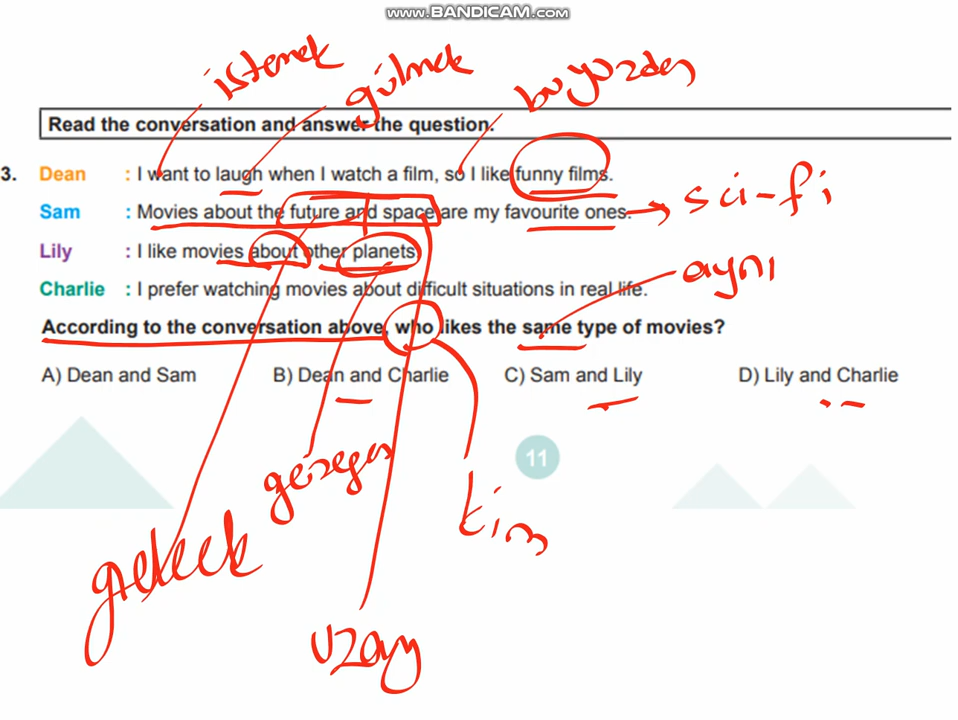 www.BANDICAM.com
istemek
gülmek
bu yüzden
Read the conversation and answer the question.
3. Dean : I want to laugh when I watch a film, so I like funny films.
sci-fi
Sam : Movies about the future and space are my favourite ones.
Lily : I like movies about other planets.
aynı
Charlie : I prefer watching movies about difficult situations in real life.
According to the conversation above, who likes the same type of movies?
A) Dean and Sam B) Dean and Charlie C) Sam and Lily D) Lily and Charlie
11
gezegen
kim
gelecek
uzay